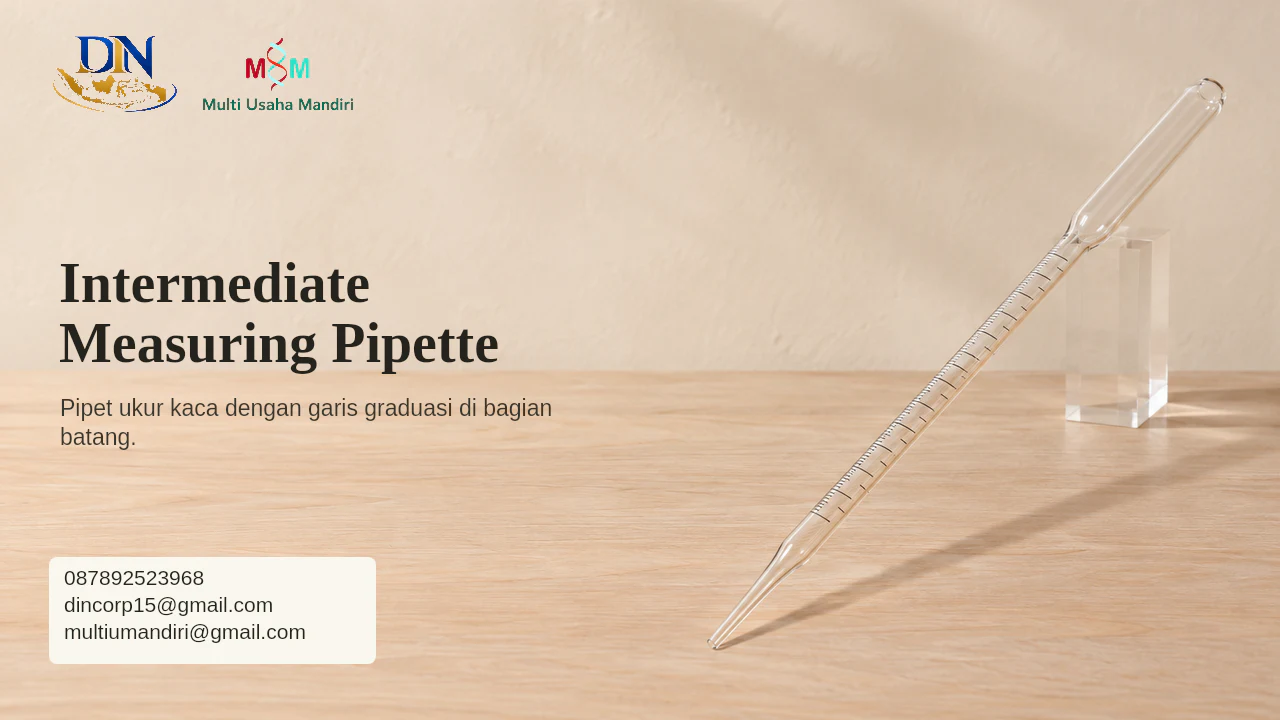 DN
MSM
Multi Usaha Mandiri
Intermediate
Measuring Pipette
Pipet ukur kaca dengan garis graduasi di bagian
batang.
087892523968
dincorp15@gmail.com
multiumandiri@gmail.com